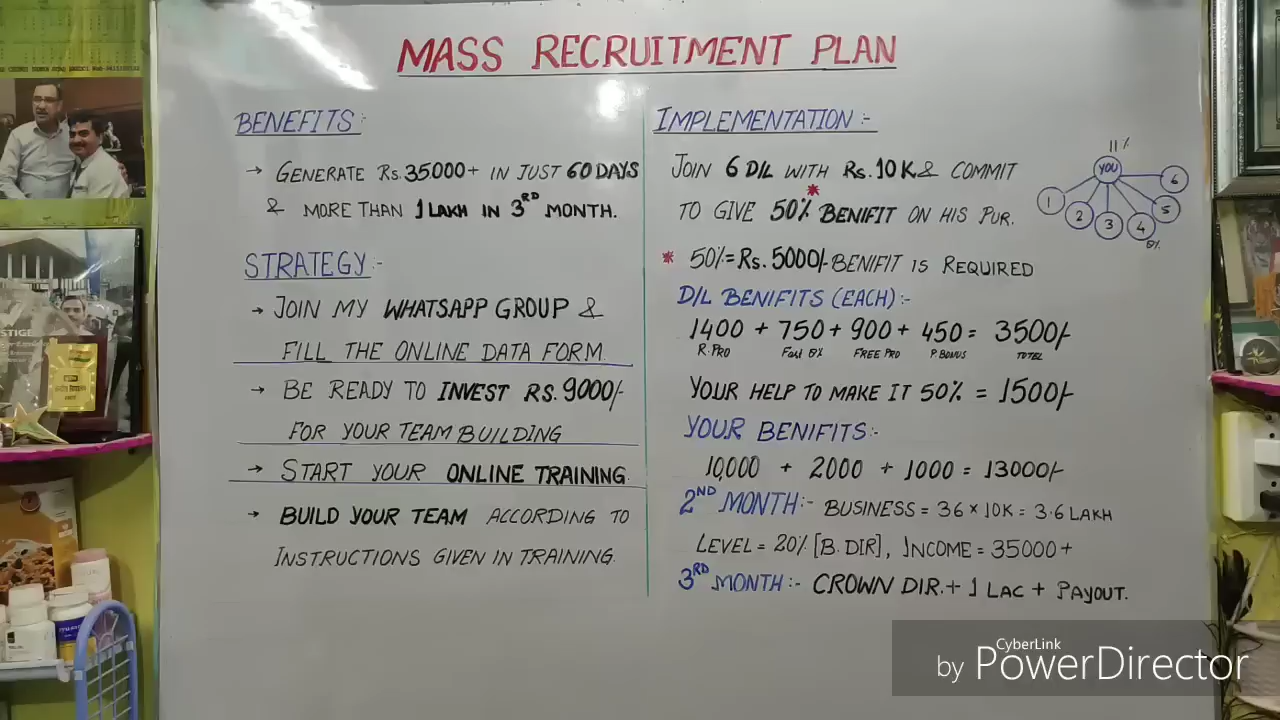 MASS RECRUITMENT PLAN
BENEFITS:-
→ GENERATE Rs. 35000+ IN JUST 60 DAYS
& MORE THAN 1 LAKH IN 3RD MONTH.
STRATEGY:-
→ JOIN MY WHATSAPP GROUP &
FILL THE ONLINE DATA FORM.
→ BE READY TO INVEST RS. 9000/-
FOR YOUR TEAM BUILDING
→ START YOUR ONLINE TRAINING.
→ BUILD YOUR TEAM ACCORDING TO
INSTRUCTIONS GIVEN IN TRAINING.
IMPLEMENTATION:-
JOIN 6 D/L WITH Rs. 10K & COMMIT
TO GIVE 50%* BENIFIT ON HIS PUR.
* 50% = Rs. 5000/- BENIFIT IS REQUIRED
D/L BENIFITS (EACH):-
1400 + 750 + 900 + 450 = 3500/-
R.PRO FREE PRO P.BONUS TOTAL
YOUR HELP TO MAKE IT 50% = 1500/-
YOUR BENIFITS:-
10,000 + 2000 + 1000 = 13000/-
2ND MONTH:- BUSINESS = 36 × 10K = 3.6 LAKH
LEVEL = 20% [B. DIR], INCOME = 35000+
3RD MONTH:- CROWN DIR. + 1 LAC + PAYOUT.
11%
YOU
1 2 3 4 5 6
CyberLink
by PowerDirector